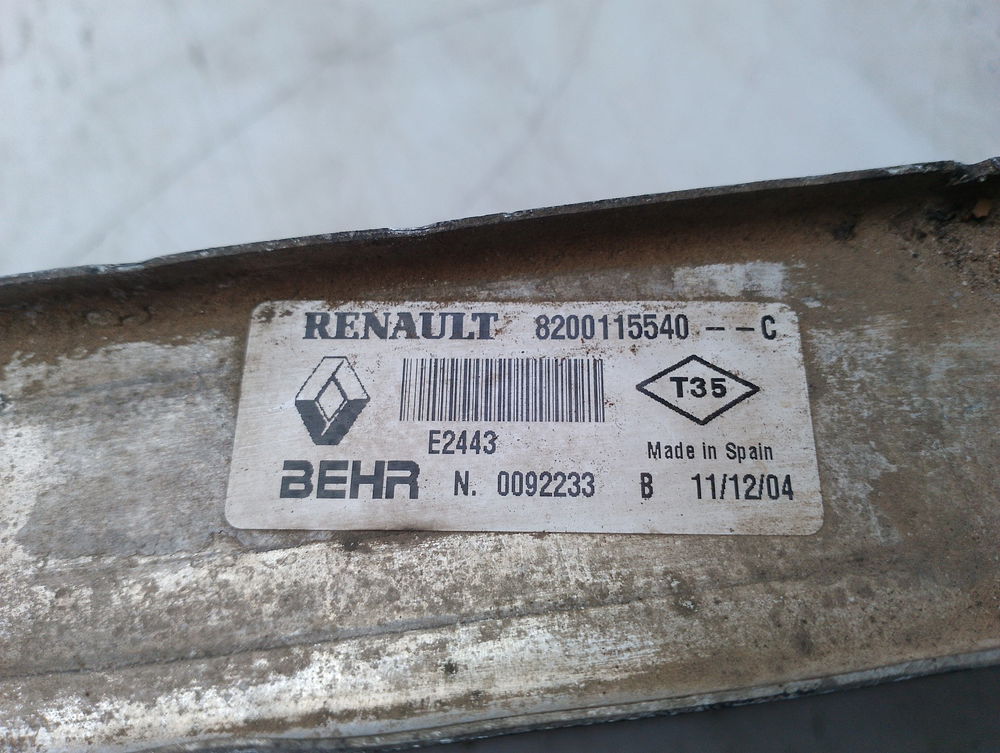 RENAULT 8200115540 -- C
T35
E2443
Made in Spain
BEHR N. 0092233 B 11/12/04